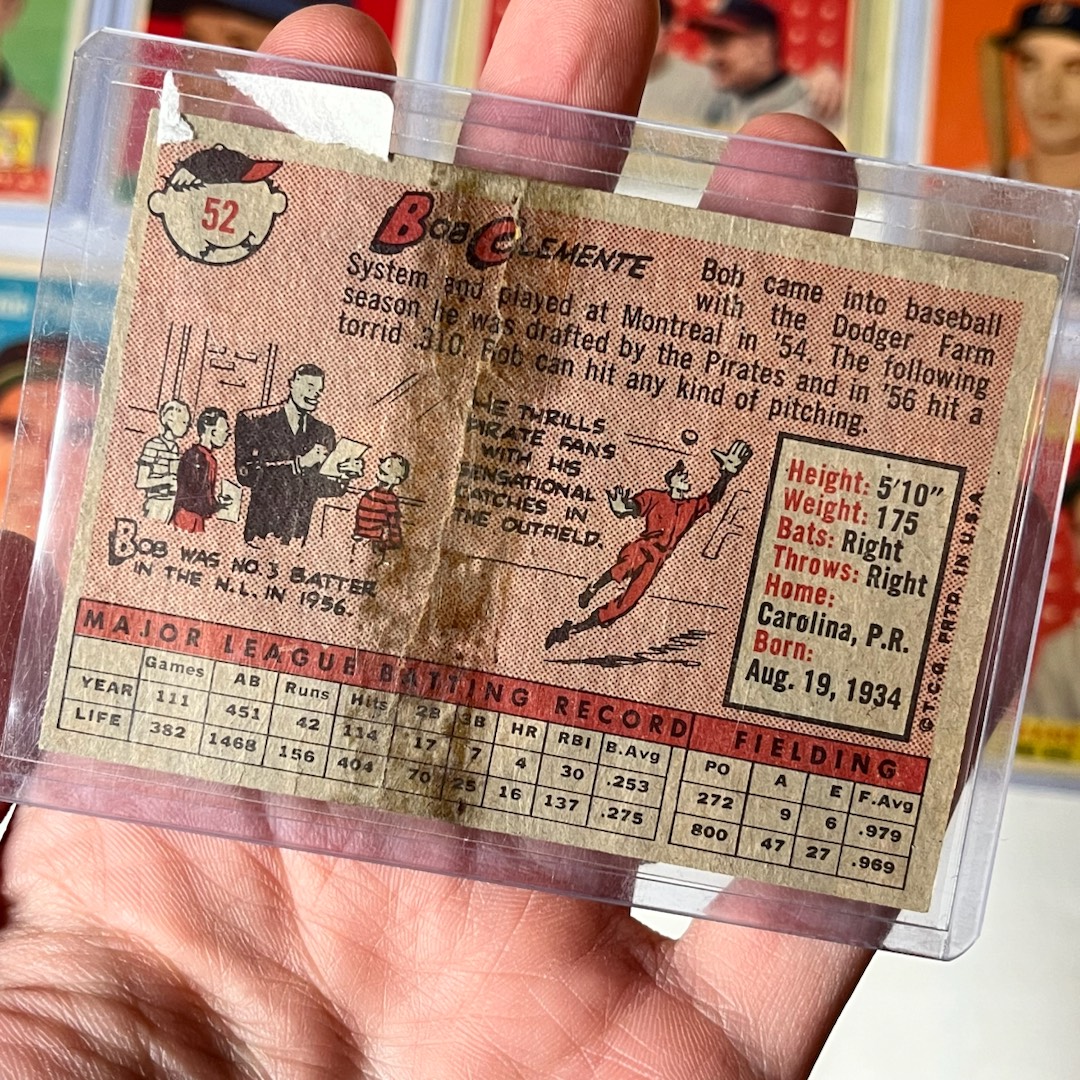 52
BOB CLEMENTE
Bob came into baseball
with the Dodger Farm
System and played at Montreal in '54. The following
season he was drafted by the Pirates and in '56 hit a
torrid .310. Bob can hit any kind of pitching.
HE THRILLS
PIRATE FANS
WITH HIS
SENSATIONAL
CATCHES IN
THE OUTFIELD.
BOB WAS NO. 3 BATTER
IN THE N.L. IN 1956.
Height: 5'10"
Weight: 175
Bats: Right
Throws: Right
Home:
Carolina, P.R.
Born:
Aug. 19, 1934
©T.C.G. PRTD. IN U.S.A.
MAJOR LEAGUE BATTING RECORD FIELDING
Games AB Runs Hits 2B 3B HR RBI B.Avg PO A E F.Avg
YEAR 111 451 42 114 17 7 4 30 .253 272 9 6 .979
LIFE 382 1468 156 404 70 25 16 137 .275 800 47 27 .969